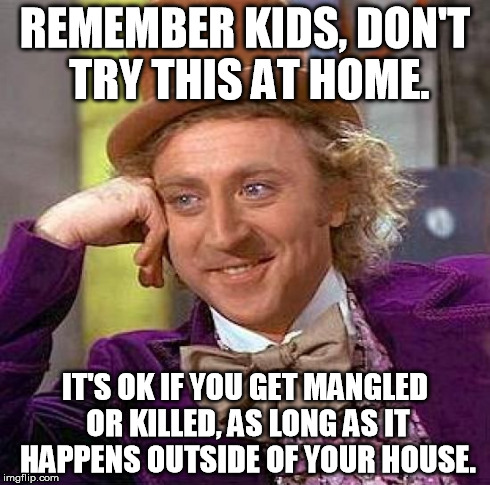 REMEMBER KIDS, DON'T
TRY THIS AT HOME.
IT'S OK IF YOU GET MANGLED
OR KILLED, AS LONG AS IT
HAPPENS OUTSIDE OF YOUR HOUSE.
imgflip.com